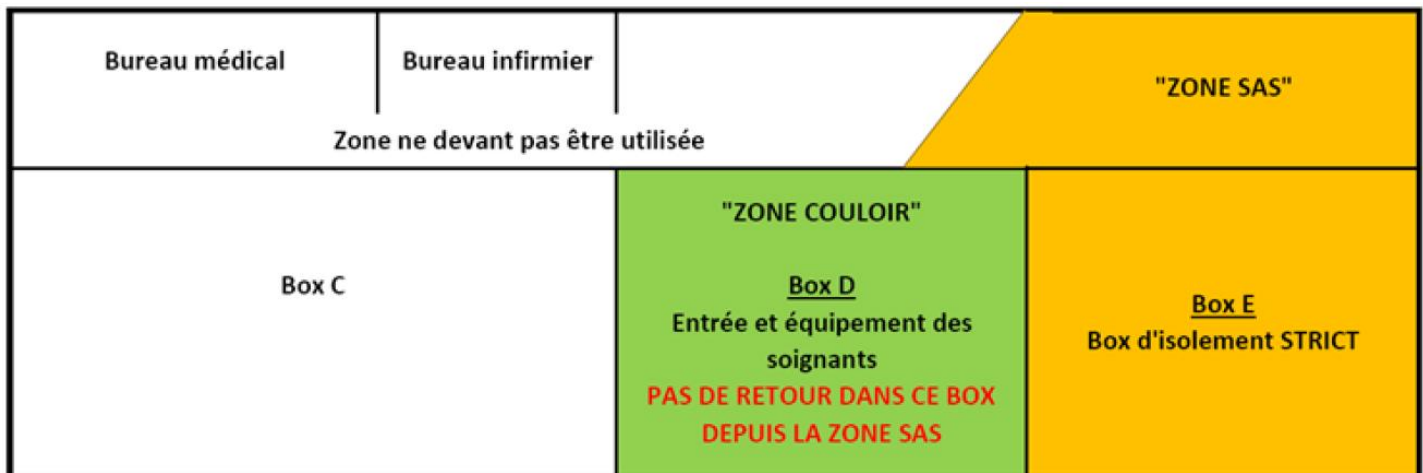 Bureau médical
Bureau infirmier
"ZONE SAS"
Zone ne devant pas être utilisée
Box C
"ZONE COULOIR"
Box D
Entrée et équipement des
soignants
PAS DE RETOUR DANS CE BOX
DEPUIS LA ZONE SAS
Box E
Box d'isolement STRICT